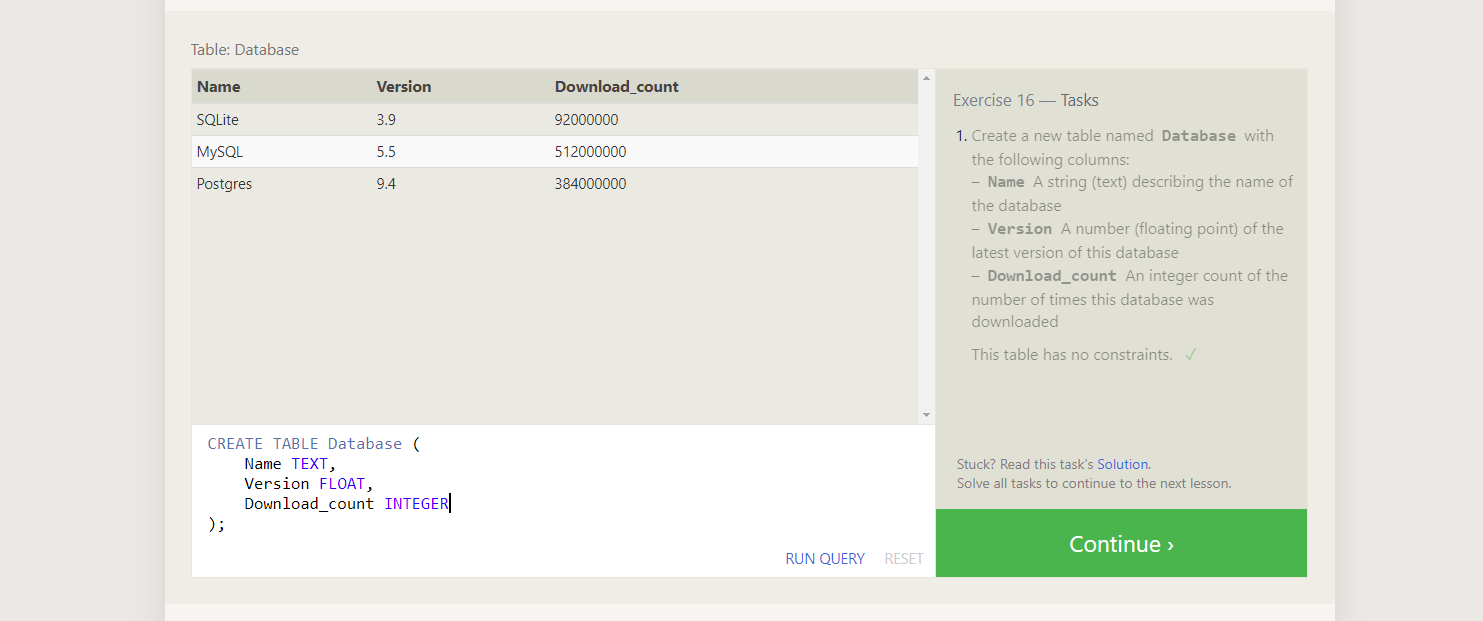 Table: Database
Name Version Download_count
SQLite 3.9 92000000
MySQL 5.5 512000000
Postgres 9.4 384000000
CREATE TABLE Database (
    Name TEXT,
    Version FLOAT,
    Download_count INTEGER
);
RUN QUERY RESET
Exercise 16 — Tasks
1. Create a new table named Database with
the following columns:
– Name A string (text) describing the name of
the database
– Version A number (floating point) of the
latest version of this database
– Download_count An integer count of the
number of times this database was
downloaded
This table has no constraints. ✓
Stuck? Read this task's Solution.
Solve all tasks to continue to the next lesson.
Continue ›